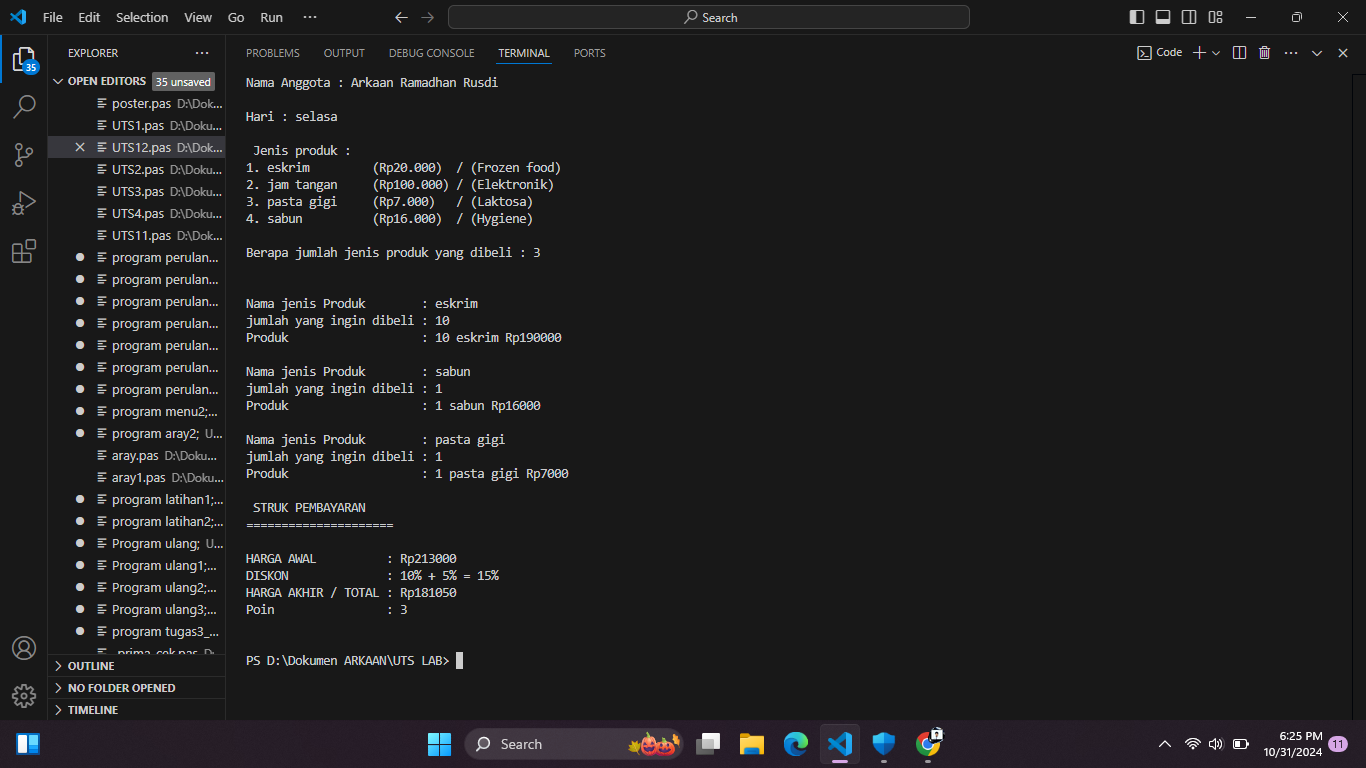 File Edit Selection View Go Run ···
Search
EXPLORER ···
OPEN EDITORS 35 unsaved
35
poster.pas D:\Dok...
UTS1.pas D:\Doku...
UTS12.pas D:\Dok...
UTS2.pas D:\Doku...
UTS3.pas D:\Doku...
UTS4.pas D:\Doku...
UTS11.pas D:\Dok...
program perulan...
program perulan...
program perulan...
program perulan...
program perulan...
program perulan...
program perulan...
program menu2;...
program aray2; U...
aray.pas D:\Doku...
aray1.pas D:\Doku...
program latihan1;...
program latihan2;...
Program ulang; U...
Program ulang1;...
Program ulang2;...
Program ulang3;...
program tugas3_...
prima_cek.pas D:
OUTLINE
NO FOLDER OPENED
TIMELINE
PROBLEMS OUTPUT DEBUG CONSOLE TERMINAL PORTS
Code
Nama Anggota : Arkaan Ramadhan Rusdi
Hari : selasa
Jenis produk :
1. eskrim (Rp20.000) / (Frozen food)
2. jam tangan (Rp100.000) / (Elektronik)
3. pasta gigi (Rp7.000) / (Laktosa)
4. sabun (Rp16.000) / (Hygiene)
Berapa jumlah jenis produk yang dibeli : 3
Nama jenis Produk : eskrim
jumlah yang ingin dibeli : 10
Produk : 10 eskrim Rp190000
Nama jenis Produk : sabun
jumlah yang ingin dibeli : 1
Produk : 1 sabun Rp16000
Nama jenis Produk : pasta gigi
jumlah yang ingin dibeli : 1
Produk : 1 pasta gigi Rp7000
STRUK PEMBAYARAN
=====================
HARGA AWAL : Rp213000
DISKON : 10% + 5% = 15%
HARGA AKHIR / TOTAL : Rp181050
Poin : 3
PS D:\Dokumen ARKAAN\UTS LAB>
Search
6:25 PM
10/31/2024
11